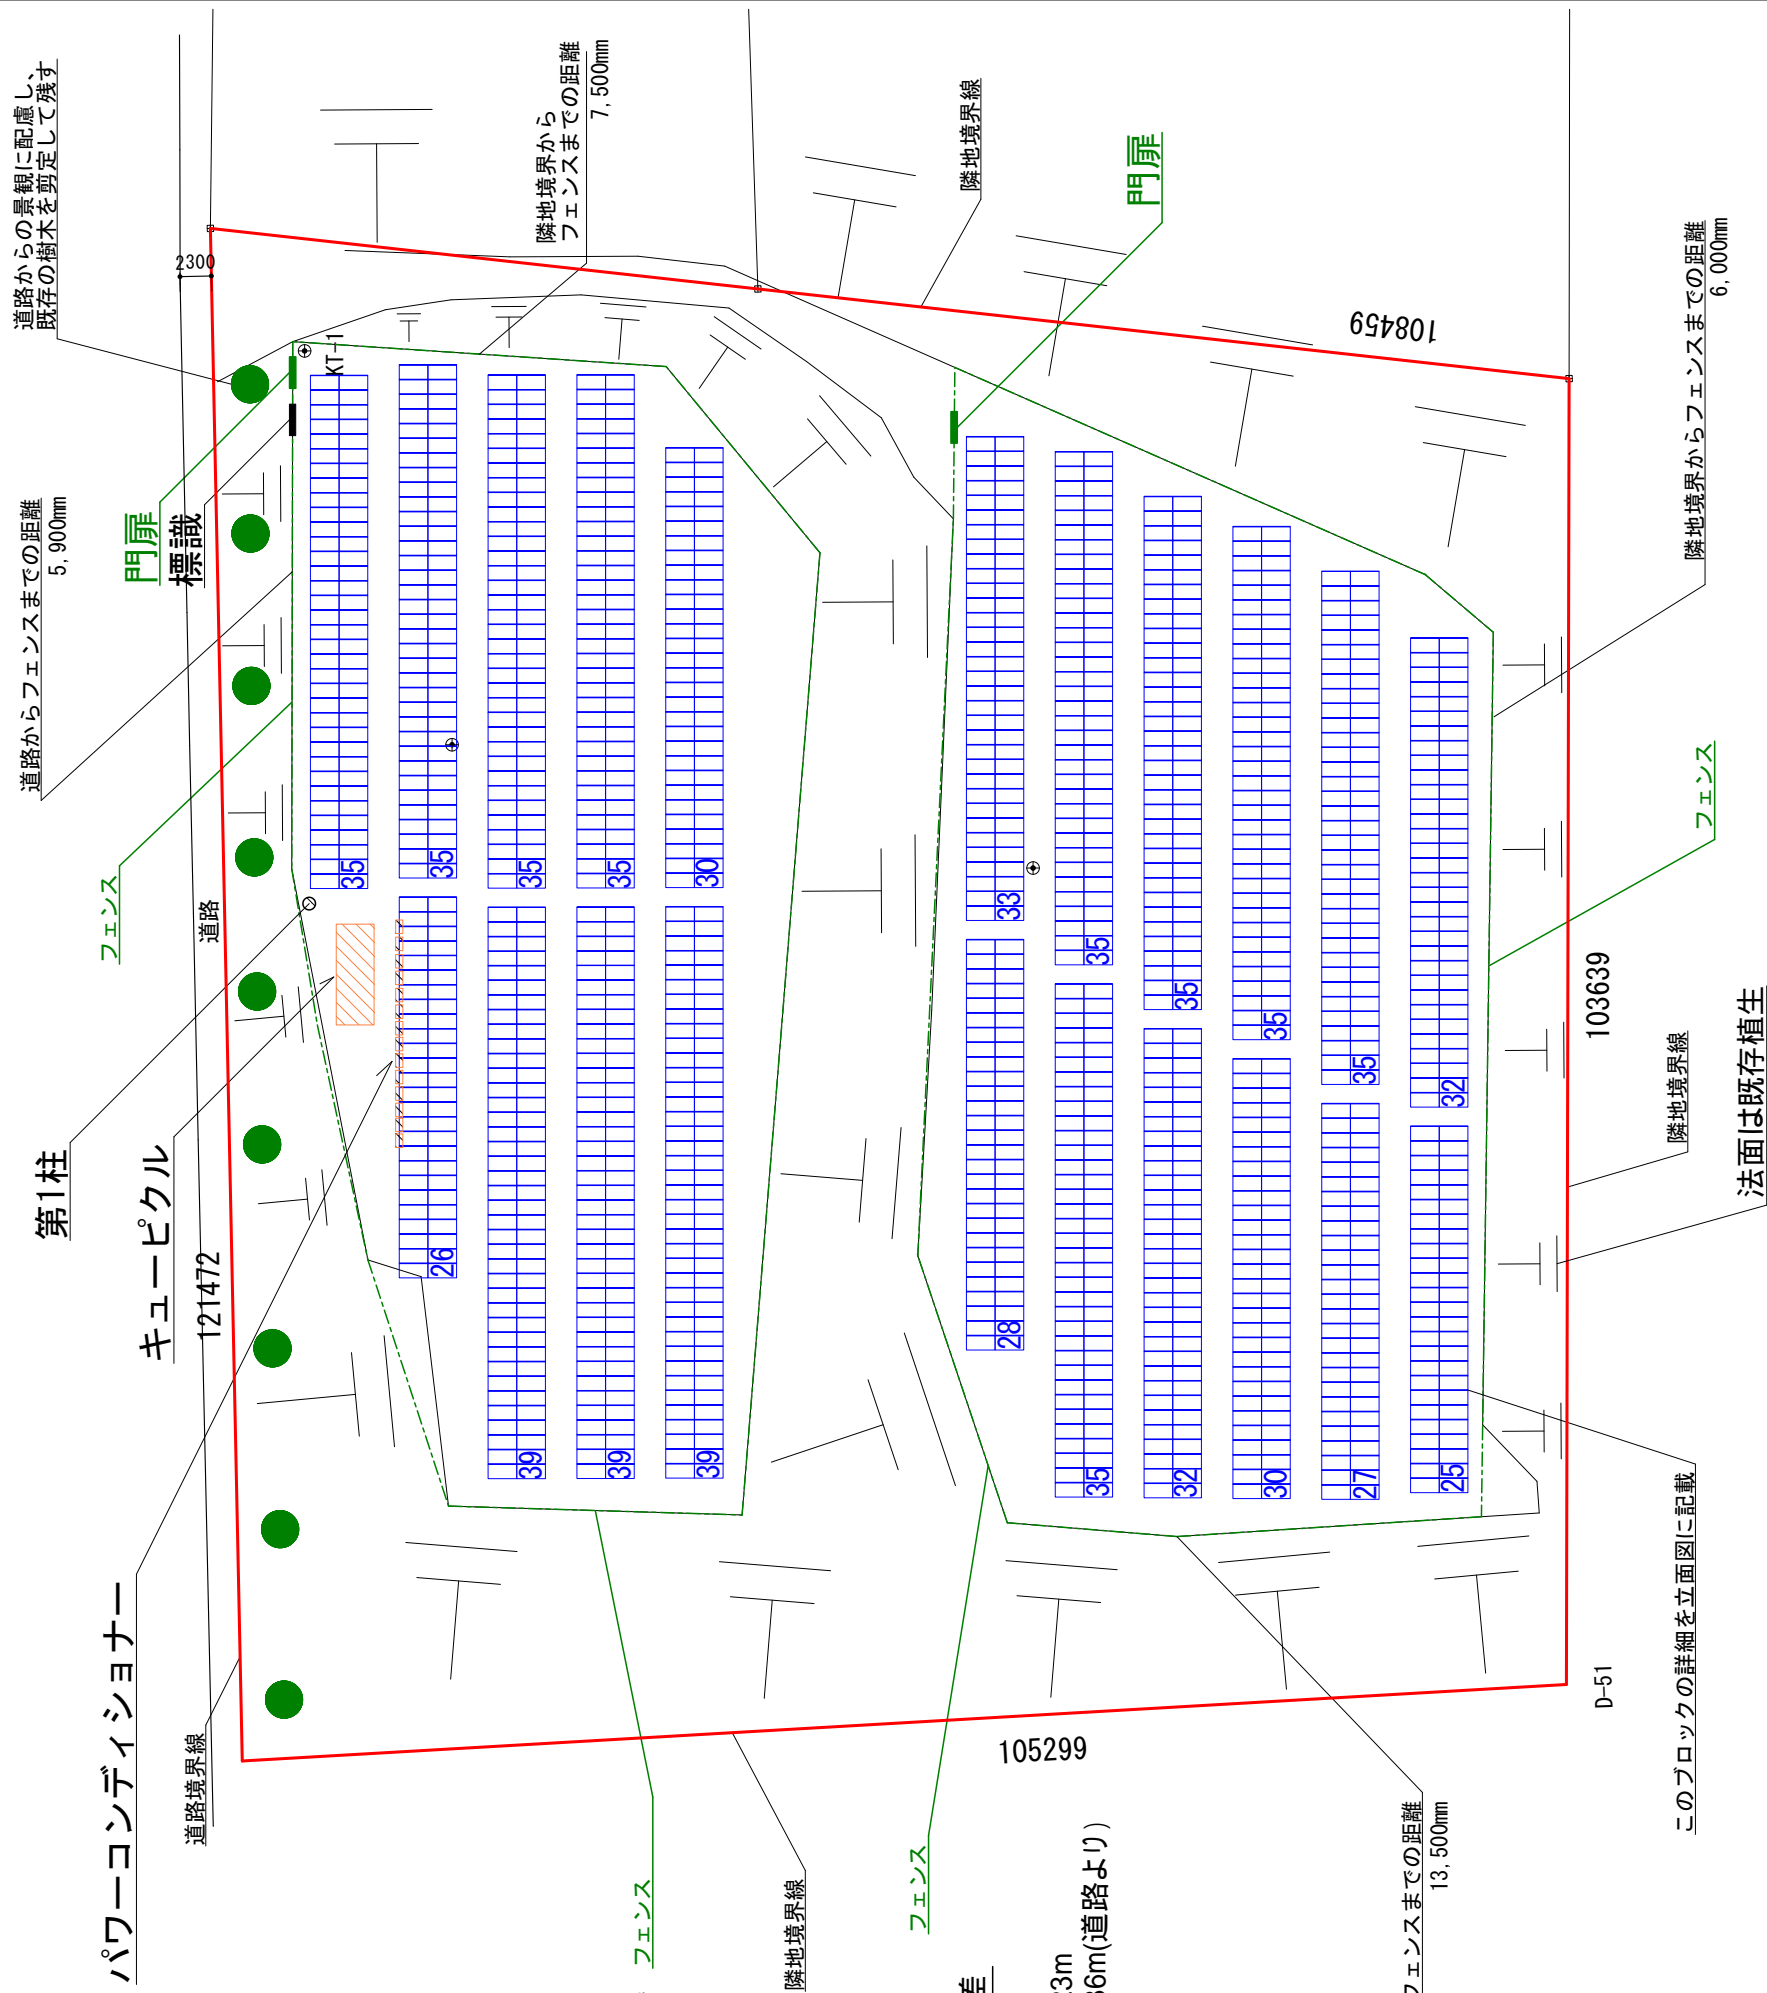 道路からの景観に配慮し、
既存の樹木を剪定して残す
隣地境界から
フェンスまでの距離
7,500mm
隣地境界線
門扉
2300
KT-1
108459
隣地境界からフェンスまでの距離
6,000mm
道路からフェンスまでの距離
5,900mm
門扉
標識
フェンス
道路
フェンス
35
35
35
35
30
33
35
35
35
35
32
第1柱
キュービクル
121472
26
39
39
39
28
35
32
30
27
25
103639
隣地境界線
法面は既存植生
パワーコンディショナー
道路境界線
フェンス
隣地境界線
フェンス
105299
D-51
このブロックの詳細を立面図に記載
フェンスまでの距離
13,500mm
3m
36m(道路より)